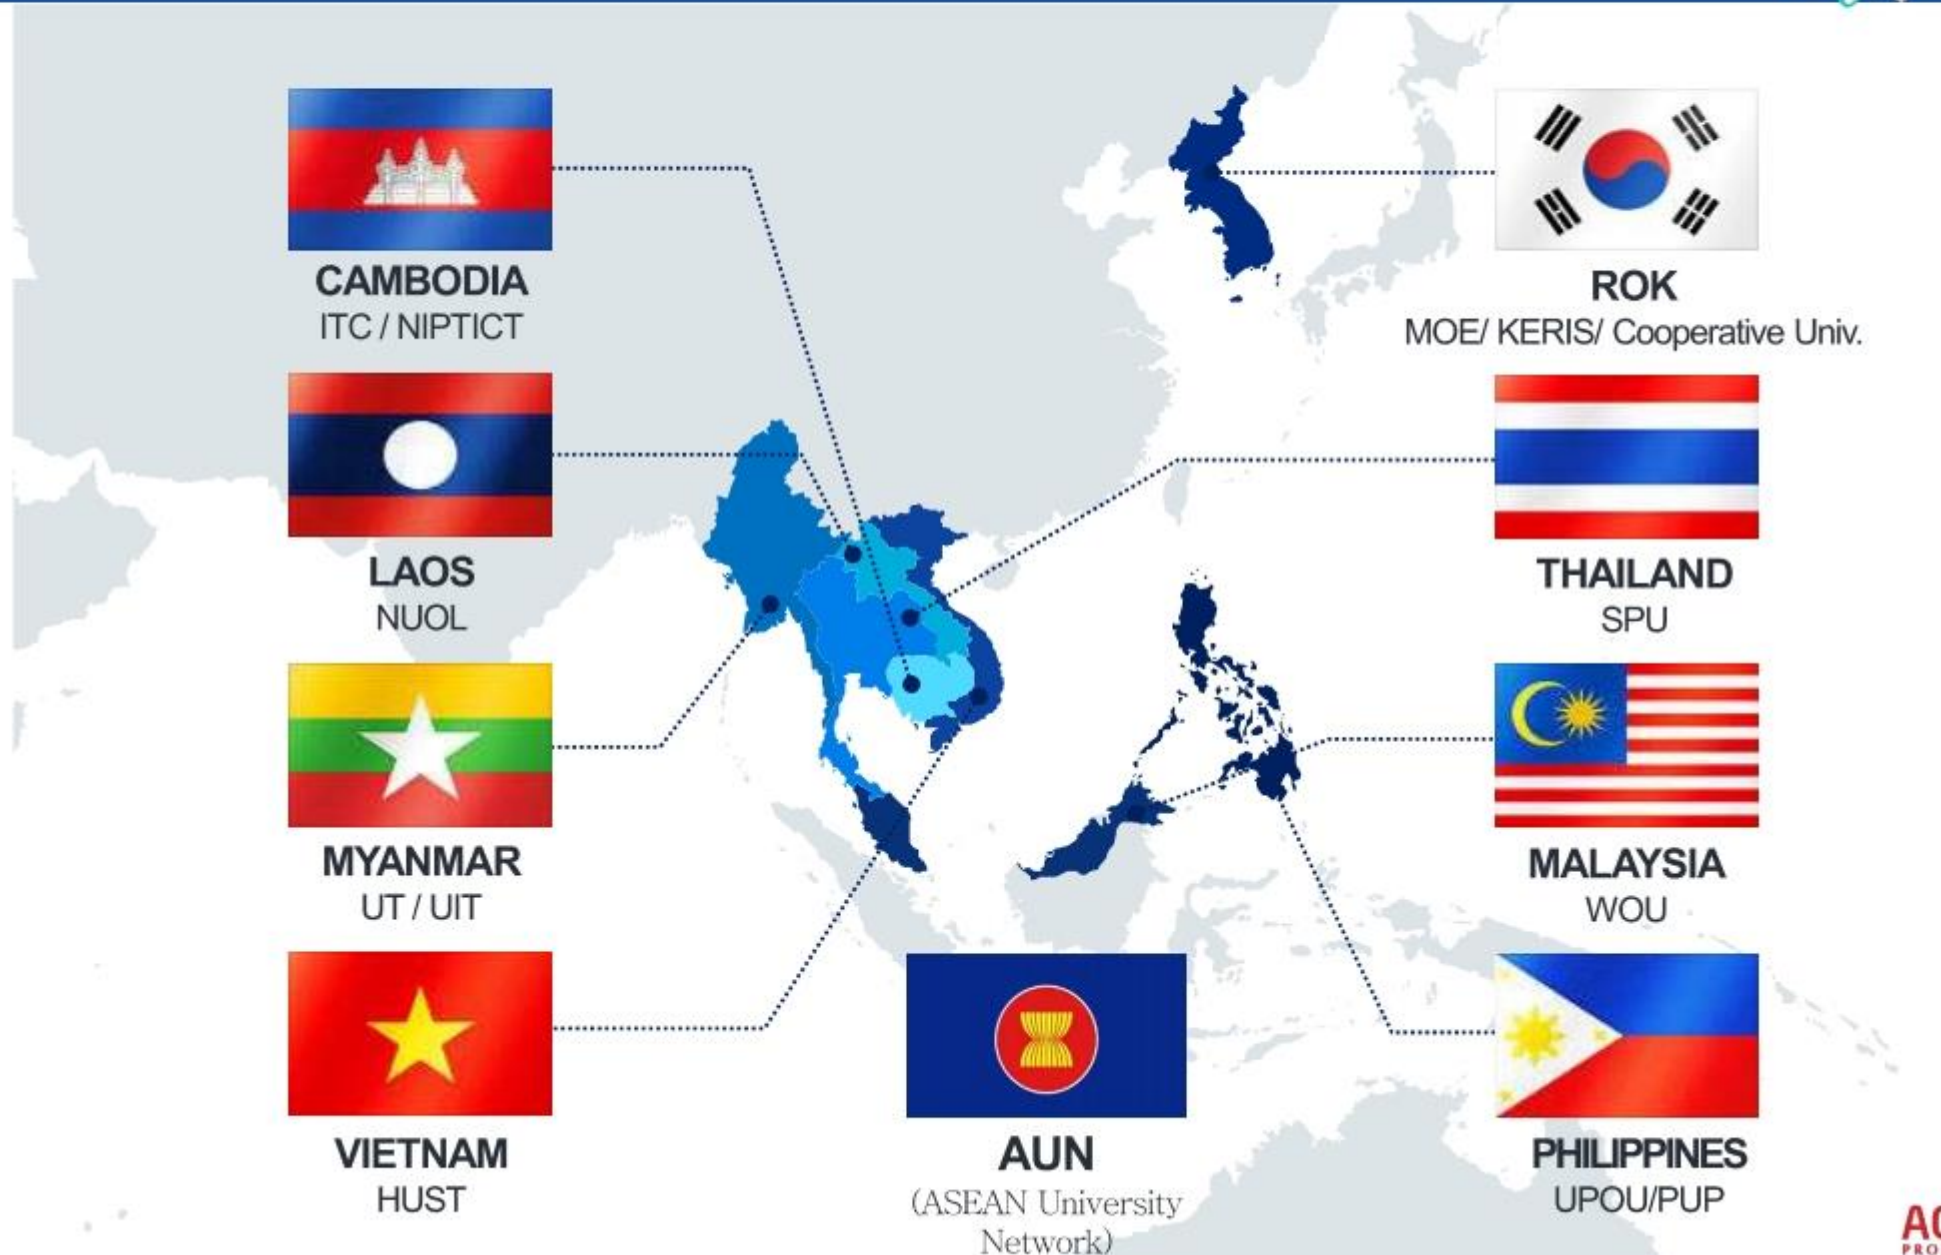 CAMBODIA
ITC / NIPTICT
LAOS
NUOL
MYANMAR
UT / UIT
VIETNAM
HUST
AUN
(ASEAN University
Network)
ROK
MOE/ KERIS/ Cooperative Univ.
THAILAND
SPU
MALAYSIA
WOU
PHILIPPINES
UPOU/PUP